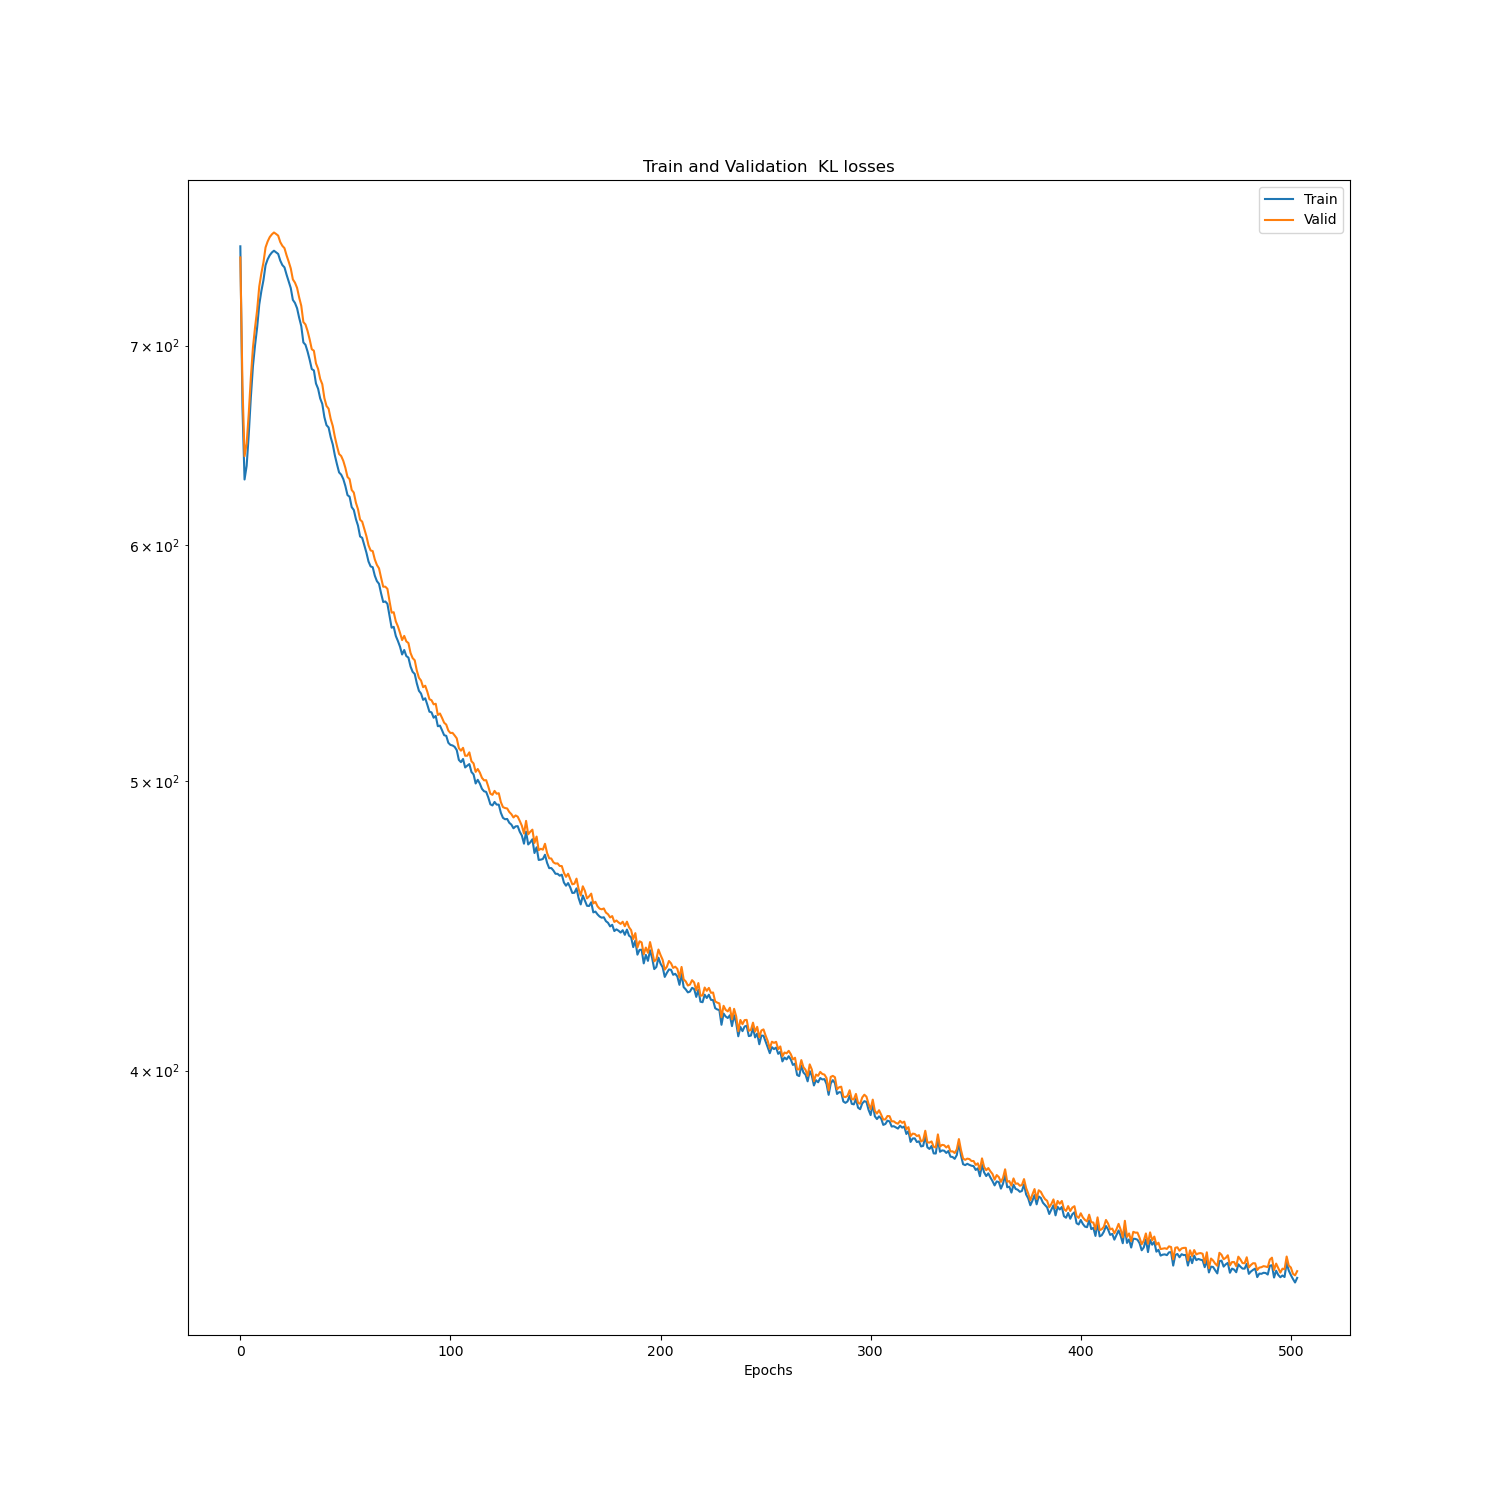 Train and Validation  KL losses
Train
Valid
7 × 10²
6 × 10²
5 × 10²
4 × 10²
0 100 200 300 400 500
Epochs